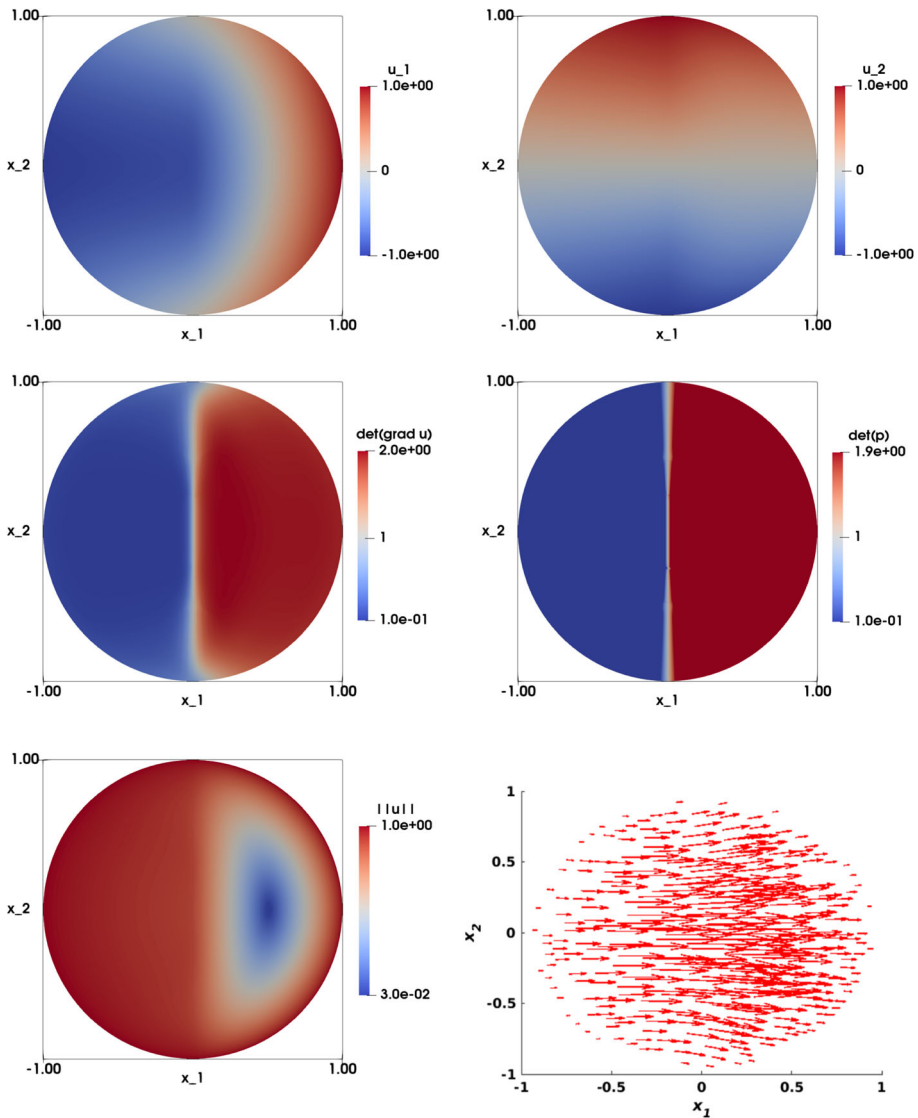 1.00
x_2
-1.00
x_1
1.00
u_1
1.0e+00
0
-1.0e+00
1.00
x_2
-1.00
x_1
1.00
u_2
1.0e+00
0
-1.0e+00
1.00
x_2
-1.00
x_1
1.00
det(grad u)
2.0e+00
1
1.0e-01
1.00
x_2
-1.00
x_1
1.00
det(p)
1.9e+00
1
1.0e-01
1.00
x_2
-1.00
x_1
1.00
||u||
1.0e+00
3.0e-02
1
0.5
0
-0.5
-1
x_2
-1
-0.5
0
0.5
1
x_1